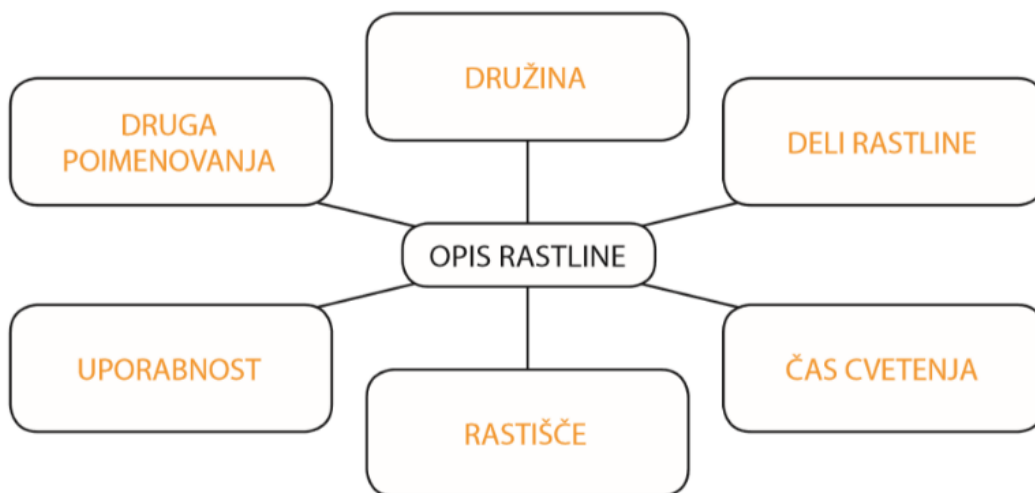 DRUŽINA
DRUGA
POIMENOVANJA
DELI RASTLINE
OPIS RASTLINE
UPORABNOST
ČAS CVETENJA
RASTIŠČE